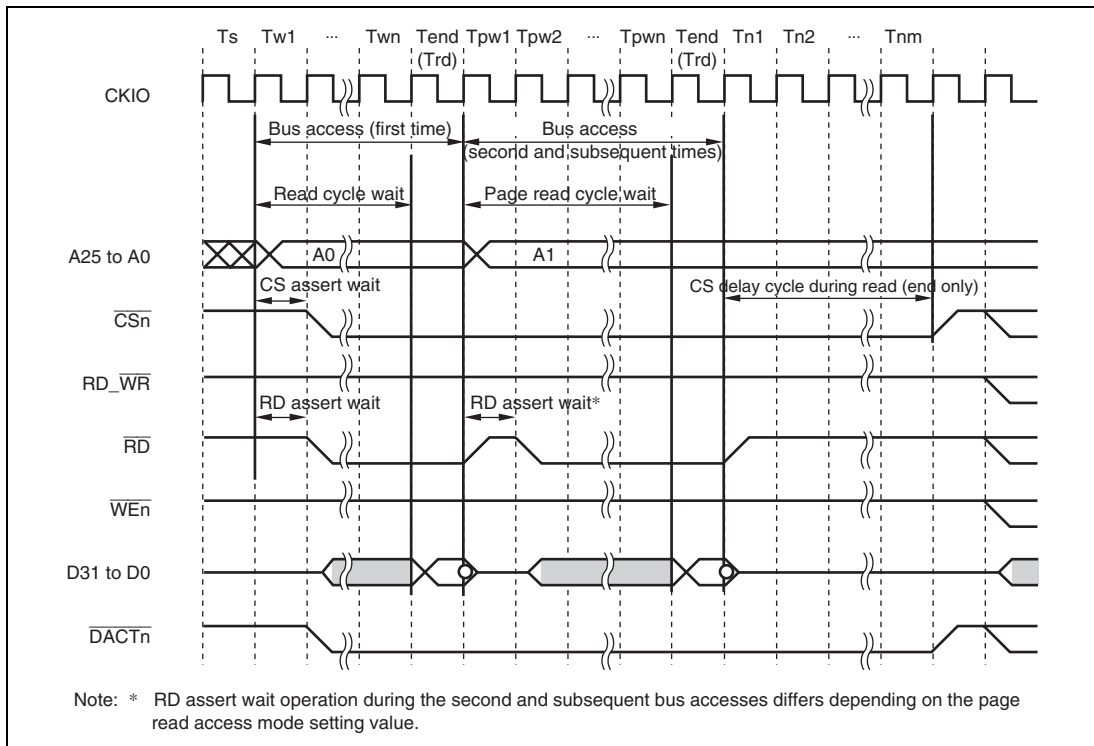 Ts Tw1 ... Twn Tend Tpw1 Tpw2 ... Tpwn Tend Tn1 Tn2 ... Tnm
(Trd) (Trd)
CKIO
Bus access (first time) Bus access
(second and subsequent times)
Read cycle wait Page read cycle wait
A25 to A0 A0 A1
CS assert wait CS delay cycle during read (end only)
CSn
RD_WR
RD assert wait RD assert wait*
RD
WEn
D31 to D0
DACTn
Note: * RD assert wait operation during the second and subsequent bus accesses differs depending on the page
read access mode setting value.